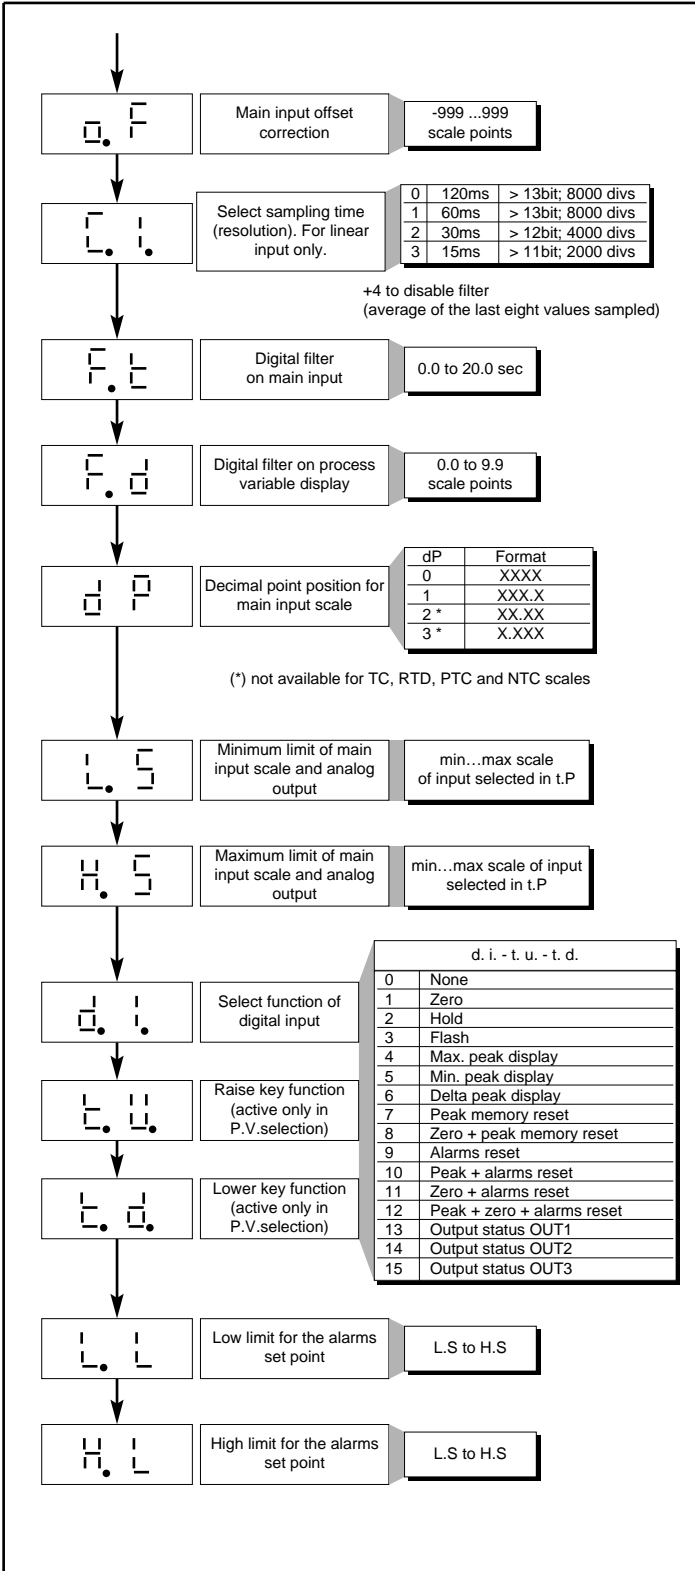 o. F
Main input offset
correction
-999 ...999
scale points
C. I.
Select sampling time
(resolution). For linear
input only.
0 120ms > 13bit; 8000 divs
1 60ms > 13bit; 8000 divs
2 30ms > 12bit; 4000 divs
3 15ms > 11bit; 2000 divs
+4 to disable filter
(average of the last eight values sampled)
F. t
Digital filter
on main input
0.0 to 20.0 sec
F. d
Digital filter on process
variable display
0.0 to 9.9
scale points
d P
Decimal point position for
main input scale
dP Format
0 XXXX
1 XXX.X
2 * XX.XX
3 * X.XXX
(*) not available for TC, RTD, PTC and NTC scales
L. S
Minimum limit of main
input scale and analog
output
min…max scale
of input selected in t.P
H. S
Maximum limit of main
input scale and analog
output
min…max scale of input
selected in t.P
d. I.
Select function of
digital input
t. U.
Raise key function
(active only in
P.V.selection)
t. d.
Lower key function
(active only in
P.V.selection)
d. i. - t. u. - t. d.
0 None
1 Zero
2 Hold
3 Flash
4 Max. peak display
5 Min. peak display
6 Delta peak display
7 Peak memory reset
8 Zero + peak memory reset
9 Alarms reset
10 Peak + alarms reset
11 Zero + alarms reset
12 Peak + zero + alarms reset
13 Output status OUT1
14 Output status OUT2
15 Output status OUT3
L. L
Low limit for the alarms
set point
L.S to H.S
H. L
High limit for the alarms
set point
L.S to H.S